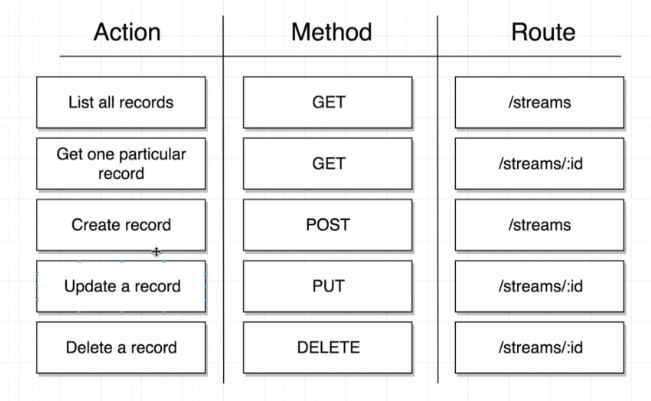 Action Method Route
List all records GET /streams
Get one particular
record GET /streams/:id
Create record POST /streams
Update a record PUT /streams/:id
Delete a record DELETE /streams/:id